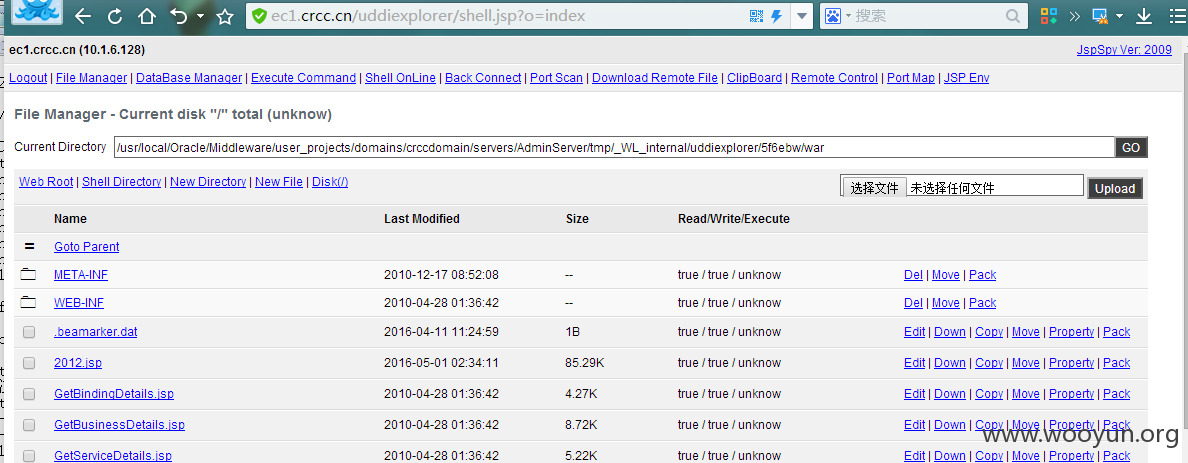 ec1.crcc.cn/uddiexplorer/shell.jsp?o=index 搜索
ec1.crcc.cn (10.1.6.128) JspSpy Ver: 2009
Logout | File Manager | DataBase Manager | Execute Command | Shell OnLine | Back Connect | Port Scan | Download Remote File | ClipBoard | Remote Control | Port Map | JSP Env
File Manager - Current disk "/" total (unknow)
Current Directory /usr/local/Oracle/Middleware/user_projects/domains/crccdomain/servers/AdminServer/tmp/_WL_internal/uddiexplorer/5f6ebw/war GO
Web Root | Shell Directory | New Directory | New File | Disk(/) 选择文件 未选择任何文件 Upload
Name Last Modified Size Read/Write/Execute
= Goto Parent
META-INF 2010-12-17 08:52:08 -- true / true / unknow Del | Move | Pack
WEB-INF 2010-04-28 01:36:42 -- true / true / unknow Del | Move | Pack
.beamarker.dat 2016-04-11 11:24:59 1B true / true / unknow Edit | Down | Copy | Move | Property | Pack
2012.jsp 2016-05-01 02:34:11 85.29K true / true / unknow Edit | Down | Copy | Move | Property | Pack
GetBindingDetails.jsp 2010-04-28 01:36:42 4.27K true / true / unknow Edit | Down | Copy | Move | Property | Pack
GetBusinessDetails.jsp 2010-04-28 01:36:42 8.72K true / true / unknow Edit | Down | Copy | Move | Property | Pack
www.wooyun.org
GetServiceDetails.jsp 2010-04-28 01:36:42 5.22K true / true / unknow Edit | Down | Copy | Move | Property | Pack